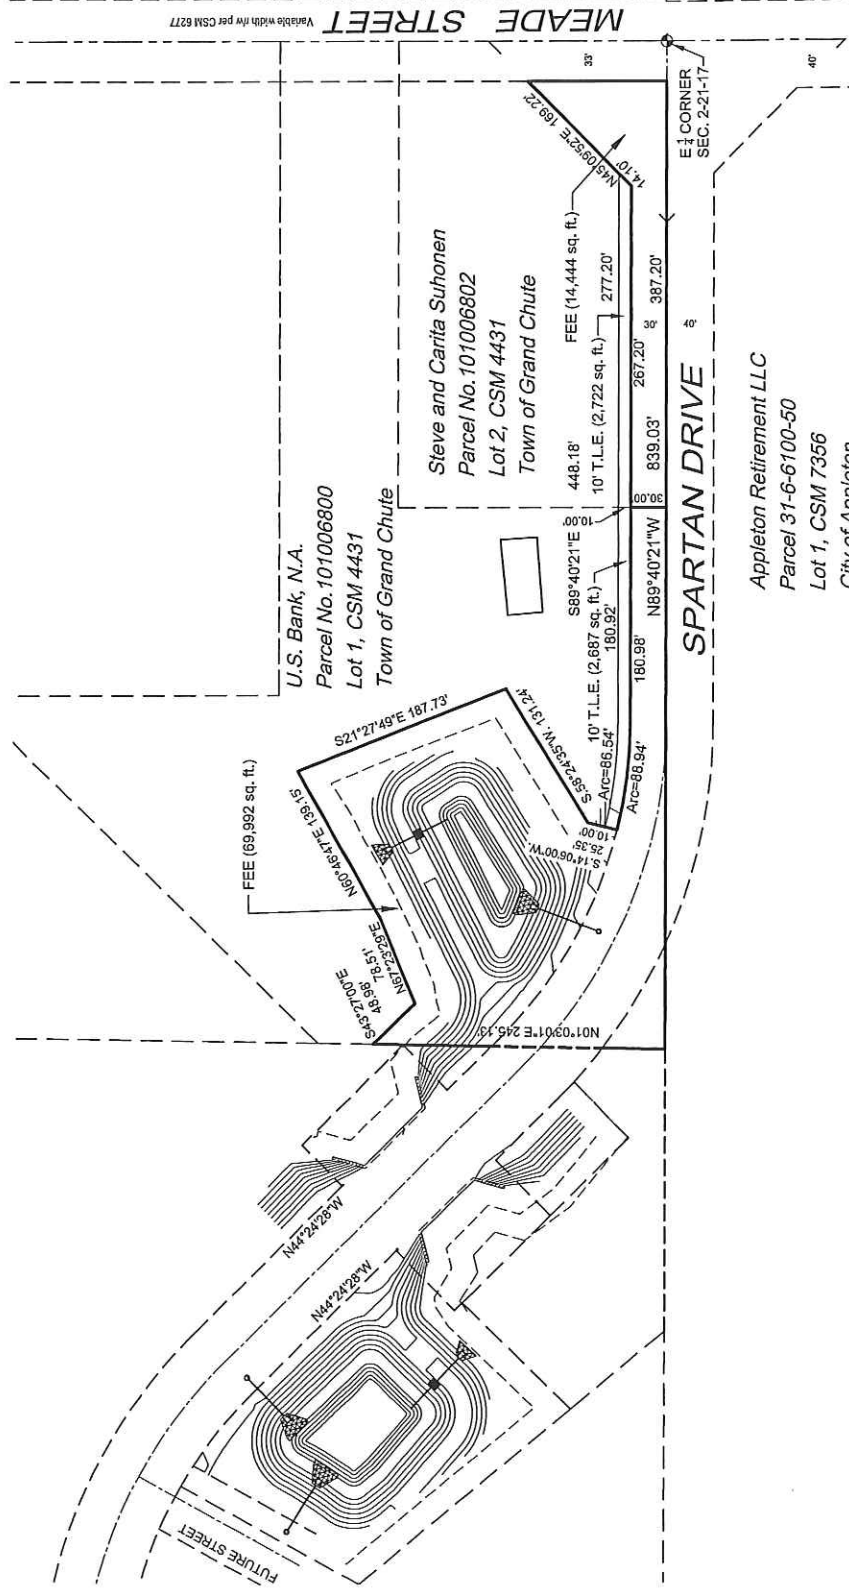 MEADE STREET
Variable width r/w per CSM 6277
33'
40'
E 1/4 CORNER
SEC. 2-21-17
N45°09'52"E 169.22'
14.10'
FEE (14,444 sq. ft.)
Steve and Carita Suhonen
Parcel No.101006802
Lot 2, CSM 4431
Town of Grand Chute
U.S. Bank, N.A.
Parcel No.101006800
Lot 1, CSM 4431
Town of Grand Chute
448.18'
10' T.L.E. (2,722 sq. ft.)
277.20'
267.20'
30'
387.20'
40'
839.03'
30.00'
10.00'
S89°40'21"E
N89°40'21"W
10' T.L.E. (2,687 sq. ft.)
180.92'
180.98'
Arc=86.54'
Arc=88.94'
SPARTAN DRIVE
Appleton Retirement LLC
Parcel 31-6-6100-50
Lot 1, CSM 7356
City of Appleton
FEE (69,992 sq. ft.)
S21°27'49"E 187.73'
S.58°24'35"W. 131.24'
10.00'
25.35'
S.14°06'00"W.
N60°46'47"E 139.15'
N67°23'29"E
78.51'
48.98'
S43°27'00"E
N01°03'01"E 245.13'
N44°24'28"W
N44°24'28"W
FUTURE STREET